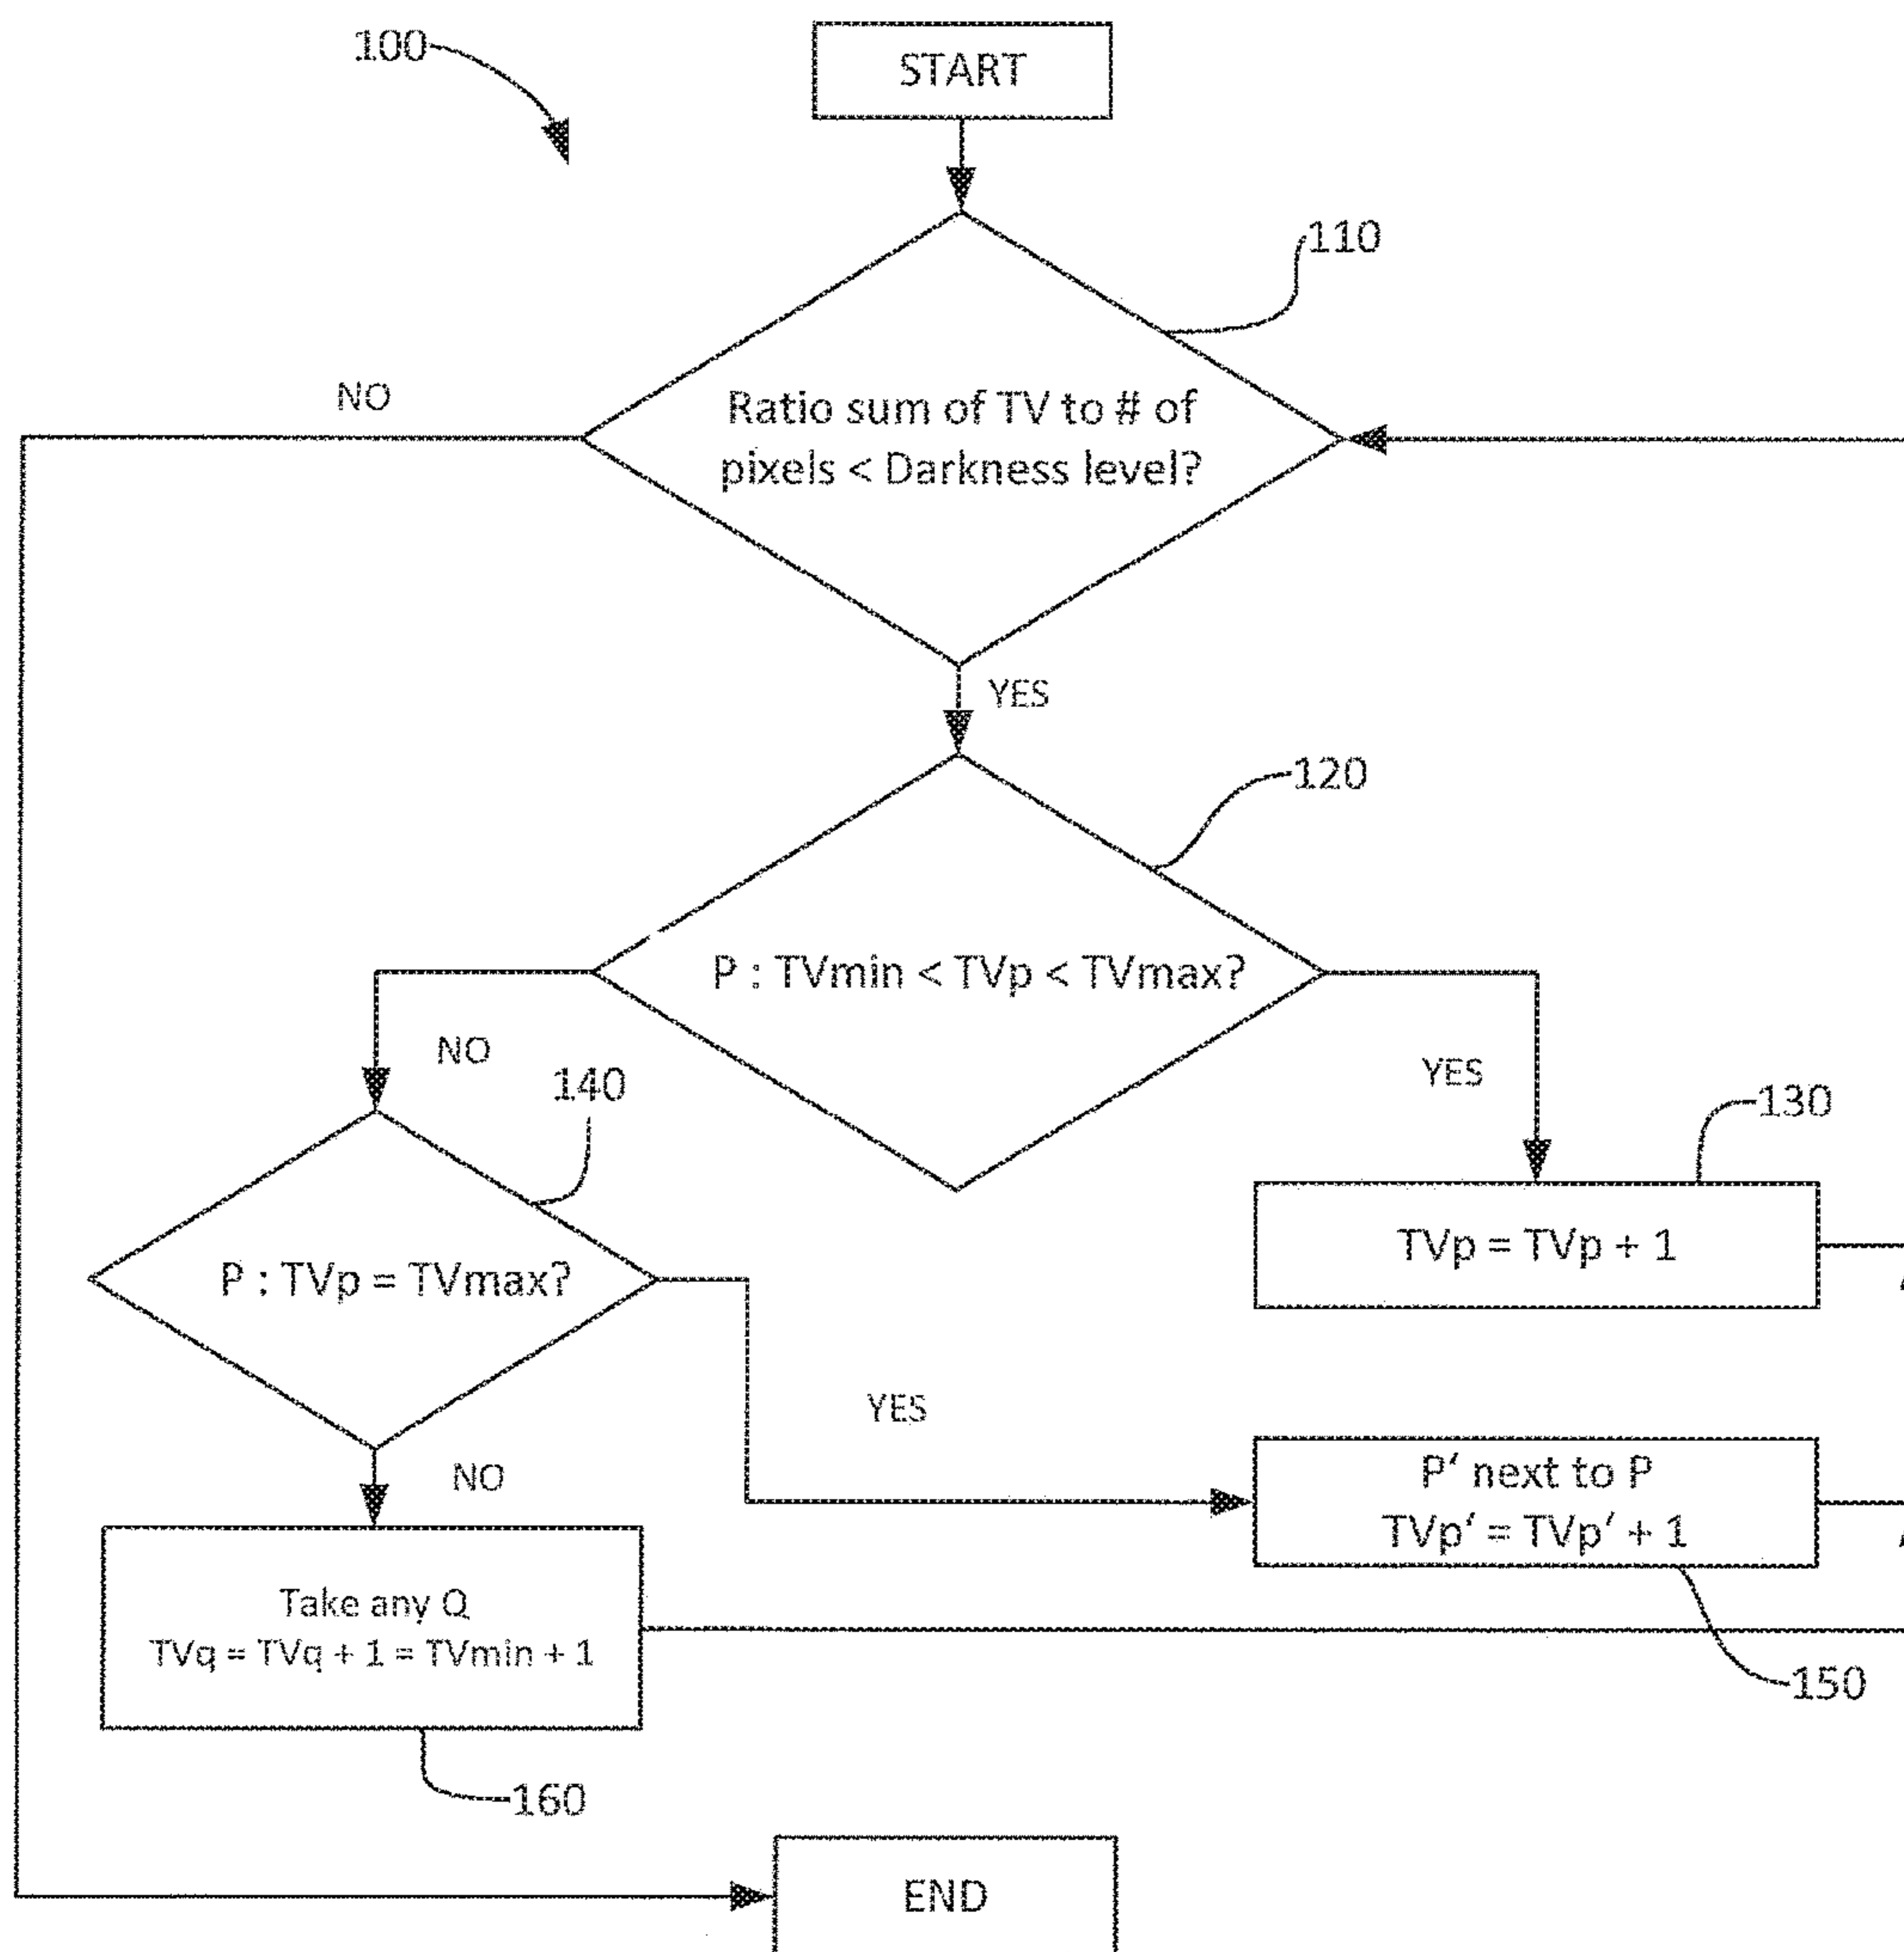 100
START
110
NO
Ratio sum of TV to # of
pixels < Darkness level?
YES
120
P : TVmin < TVp < TVmax?
NO
YES
140
130
P : TVp = TVmax?
TVp = TVp + 1
YES
NO
P‘ next to P
TVp‘ = TVp‘ + 1
Take any Q
TVq = TVq + 1 = TVmin + 1
150
160
END